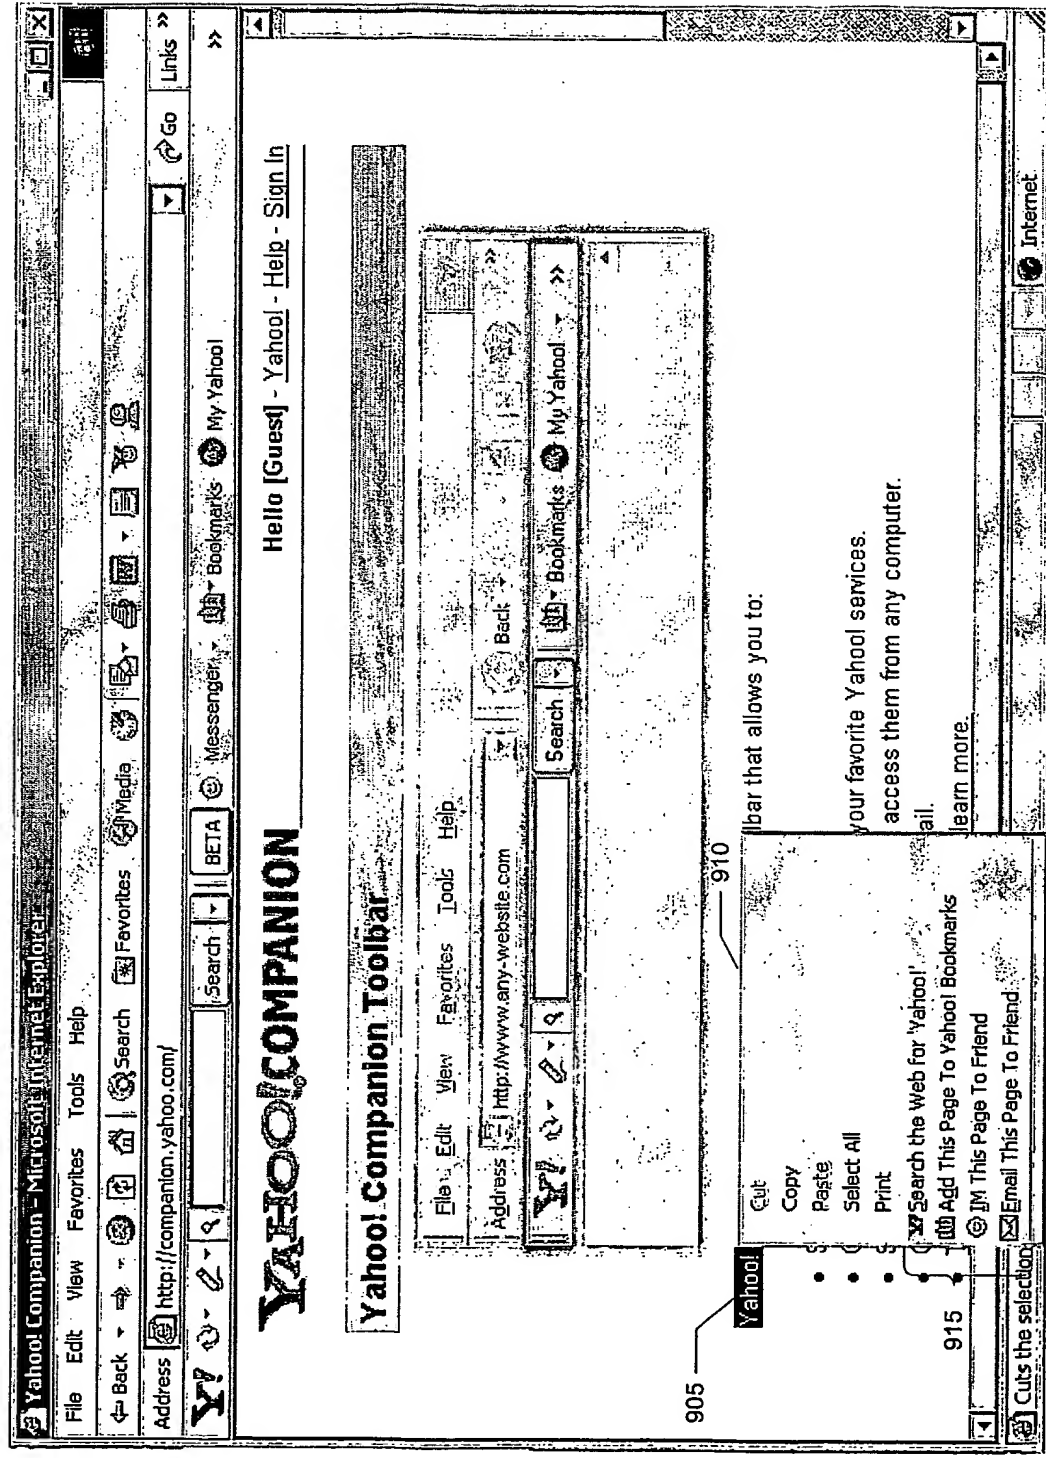 Yahoo! Companion - Microsoft Internet Explorer
File Edit View Favorites Tools Help
Back Search Favorites Media
Address http://companion.yahoo.com/ Go Links »
Y! Search BETA Messenger Bookmarks My Yahoo! »
YAHOO! COMPANION Hello [Guest] - Yahoo! - Help - Sign In
Yahoo! Companion Toolbar
File Edit View Favorites Tools Help
Address http://www.any-website.com Back »
Y! Search Bookmarks My Yahoo! »
905
910
Yahoo! lbar that allows you to:
your favorite Yahoo! services.
access them from any computer.
ail.
learn more.
Cut
Copy
Paste
Select All
Print
Y! Search the Web for 'Yahoo!'
Add This Page To Yahoo! Bookmarks
IM This Page To Friend
Email This Page To Friend
915
Cuts the selection Internet